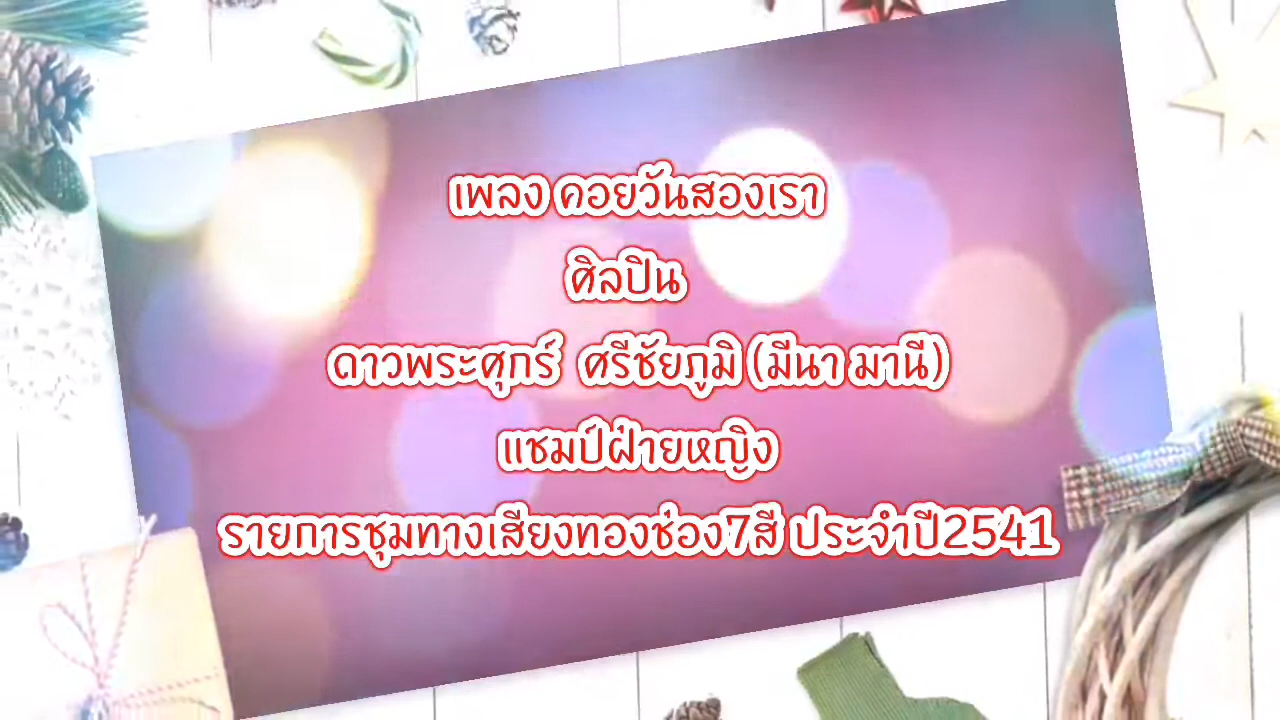 เพลง คอยวันสองเรา
ศิลปิน
ดาวพระศุกร์ ศรีชัยภูมิ (มีนา มานี)
แชมป์ฝ่ายหญิง
รายการชุมทางเสียงทองช่อง7สี ประจำปี2541